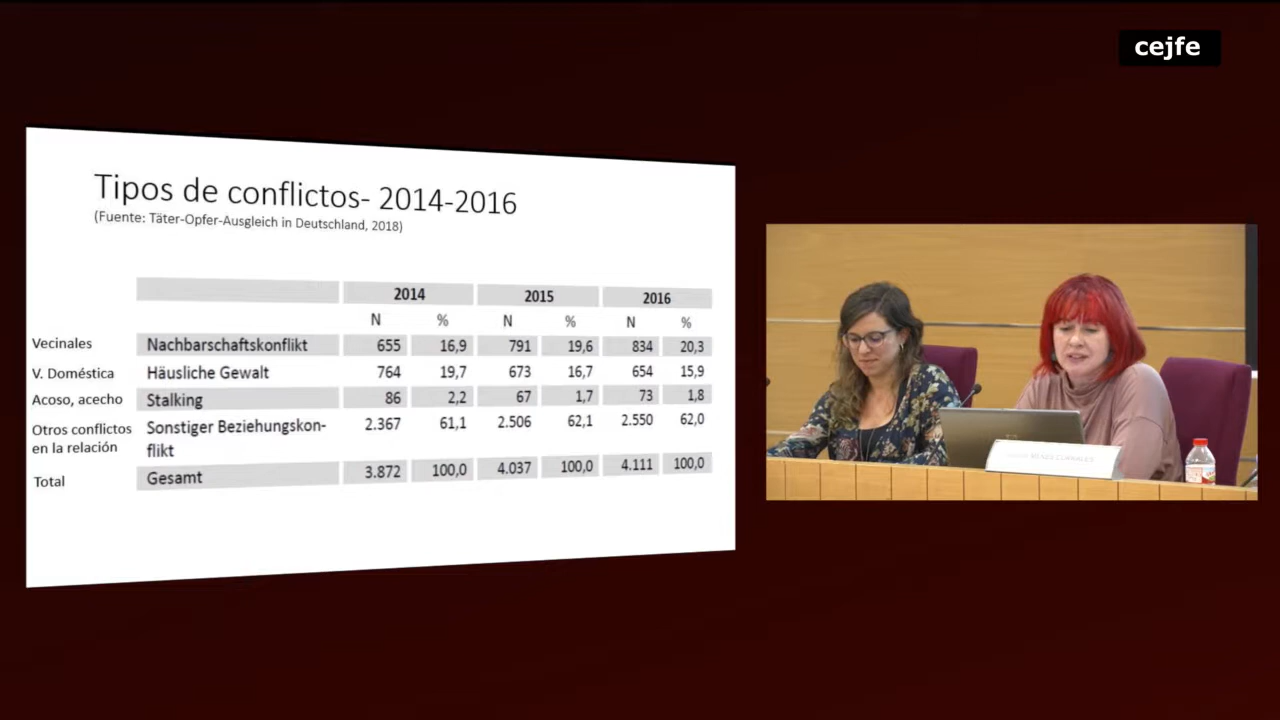 cejfe
Tipos de conflictos- 2014-2016
(Fuente: Täter-Opfer-Ausgleich in Deutschland, 2018)
2014 2015 2016
N % N % N %
Vecinales Nachbarschaftskonflikt 655 16,9 791 19,6 834 20,3
V. Doméstica Häusliche Gewalt 764 19,7 673 16,7 654 15,9
Acoso, acecho Stalking 86 2,2 67 1,7 73 1,8
Otros conflictos Sonstiger Beziehungskon- 2.367 61,1 2.506 62,1 2.550 62,0
en la relación flikt
Total Gesamt 3.872 100,0 4.037 100,0 4.111 100,0